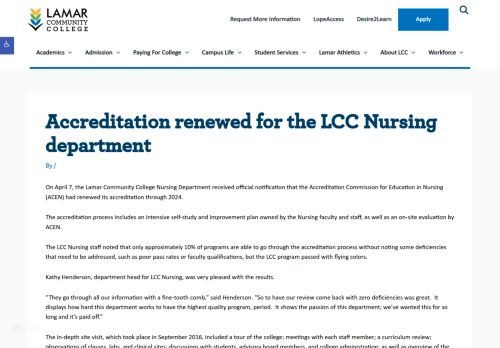 LAMAR
COMMUNITY
COLLEGE
Request More Information LopeAccess Desire2Learn Apply
Academics Admission Paying For College Campus Life Student Services Lamar Athletics About LCC Workforce
Accreditation renewed for the LCC Nursing
department
By /
On April 7, the Lamar Community College Nursing Department received official notification that the Accreditation Commission for Education in Nursing
(ACEN) had renewed its accreditation through 2024.
The accreditation process includes an intensive self-study and improvement plan owned by the Nursing faculty and staff, as well as an on-site evaluation by
ACEN.
The LCC Nursing staff noted that only approximately 10% of programs are able to go through the accreditation process without noting some deficiencies
that need to be addressed, such as poor pass rates or faculty qualifications, but the LCC program passed with flying colors.
Kathy Henderson, department head for LCC Nursing, was very pleased with the results.
“They go through all our information with a fine-tooth comb,” said Henderson. “So to have our review come back with zero deficiencies was great. It
displays how hard this department works to have the highest quality program, period. It shows the passion of this department; we’ve wanted this for so
long and it’s paid off.”
The in-depth site visit, which took place in September 2016, included a tour of the college; meetings with each staff member; a curriculum review;
observations of classes, labs, and clinical sites; discussions with students, advisory board members, and college administration; as well as overview of the